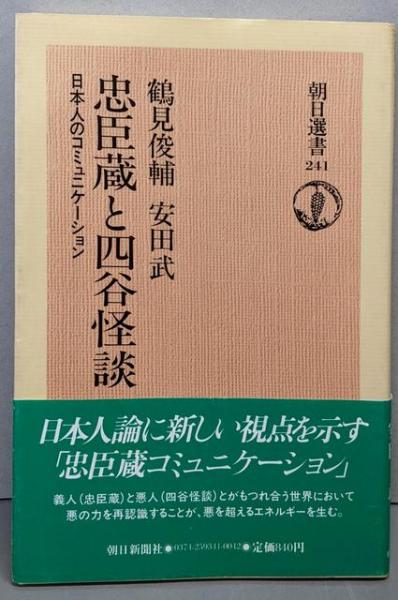 朝日選書
241
鶴見俊輔 安田武
忠臣蔵と四谷怪談
日本人のコミュニケーション
日本人論に新しい視点を示す
「忠臣蔵コミュニケーション」
義人(忠臣蔵)と悪人(四谷怪談)とがもつれ合う世界において
悪の力を再認識することが、悪を超えるエネルギーを生む。
朝日新聞社●0374-259341-0042●定価840円